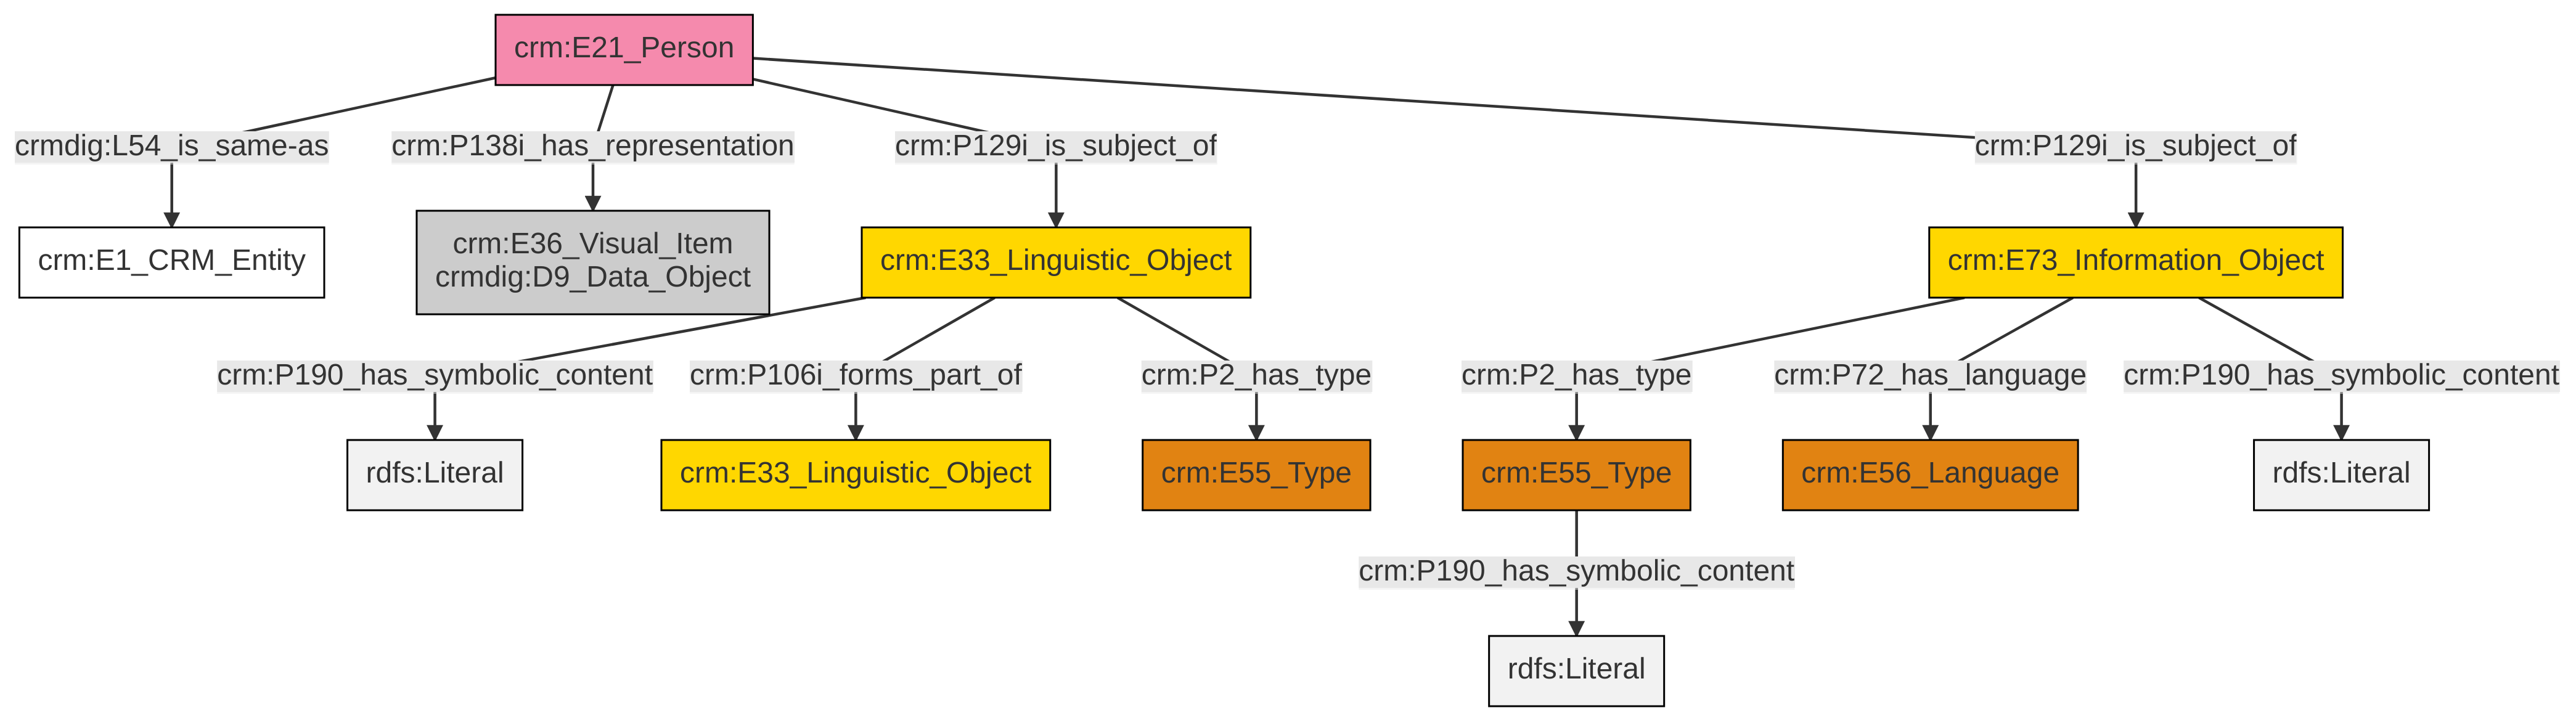 crm:E21_Person
crmdig:L54_is_same-as
crm:P138i_has_representation
crm:P129i_is_subject_of
crm:P129i_is_subject_of
crm:E1_CRM_Entity
crm:E36_Visual_Item
crmdig:D9_Data_Object
crm:E33_Linguistic_Object
crm:E73_Information_Object
crm:P190_has_symbolic_content
crm:P106i_forms_part_of
crm:P2_has_type
crm:P2_has_type
crm:P72_has_language
crm:P190_has_symbolic_content
rdfs:Literal
crm:E33_Linguistic_Object
crm:E55_Type
crm:E55_Type
crm:E56_Language
rdfs:Literal
crm:P190_has_symbolic_content
rdfs:Literal